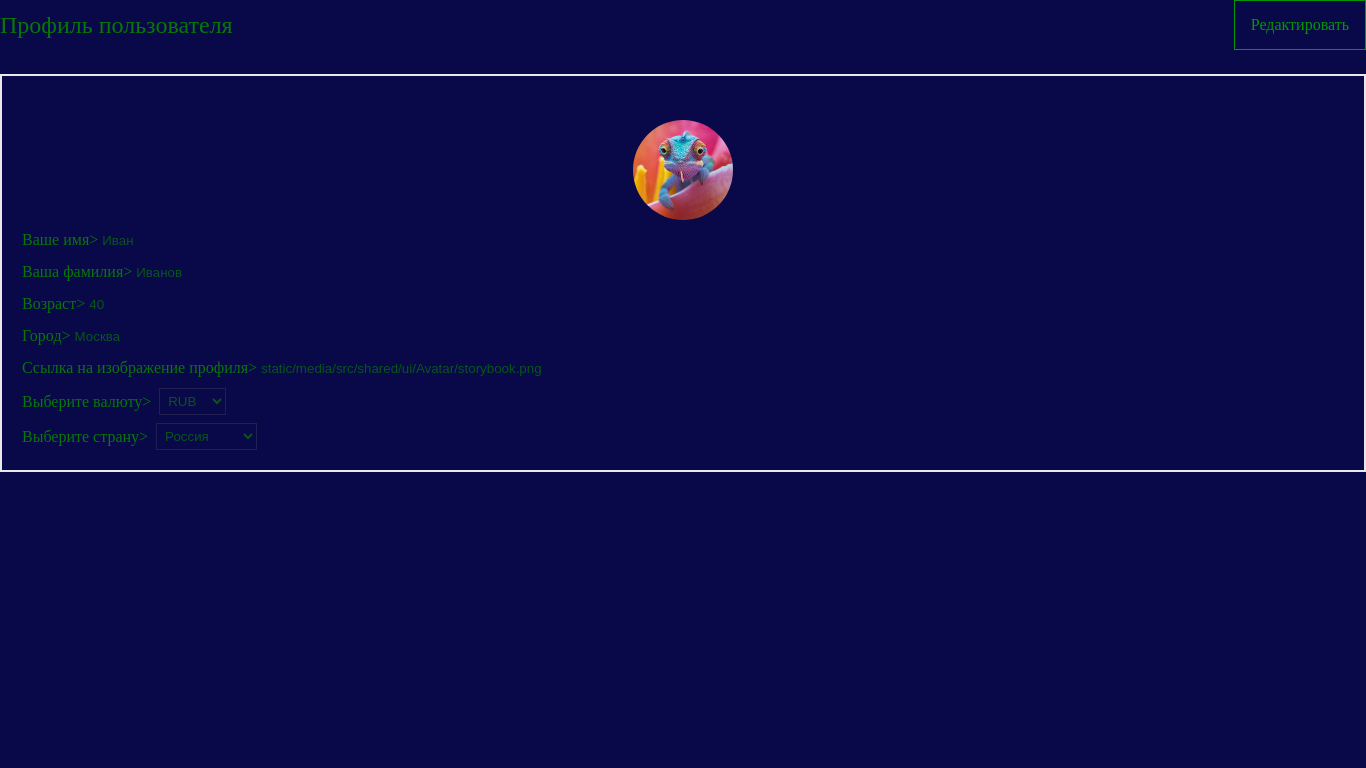 Профиль пользователя
Редактировать
Ваше имя> Иван
Ваша фамилия> Иванов
Возраст> 40
Город> Москва
Ссылка на изображение профиля> static/media/src/shared/ui/Avatar/storybook.png
Выберите валюту> RUB
Выберите страну> Россия